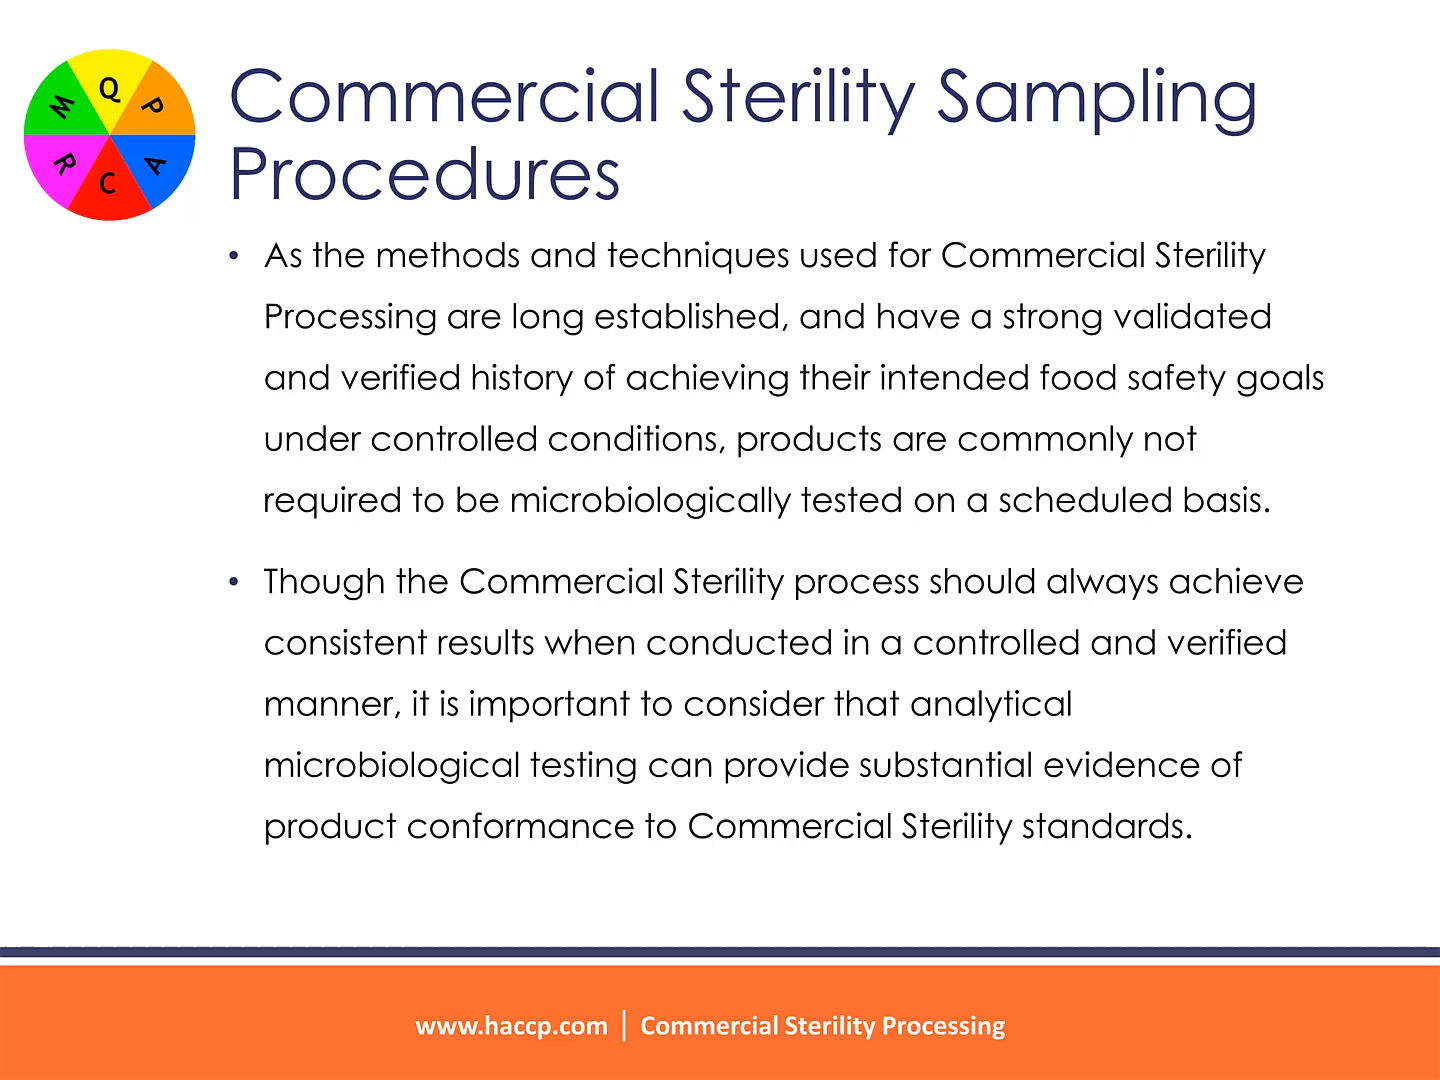 Q
P
A
C
R
M
Commercial Sterility Sampling
Procedures
• As the methods and techniques used for Commercial Sterility
Processing are long established, and have a strong validated
and verified history of achieving their intended food safety goals
under controlled conditions, products are commonly not
required to be microbiologically tested on a scheduled basis.
• Though the Commercial Sterility process should always achieve
consistent results when conducted in a controlled and verified
manner, it is important to consider that analytical
microbiological testing can provide substantial evidence of
product conformance to Commercial Sterility standards.
www.haccp.com | Commercial Sterility Processing